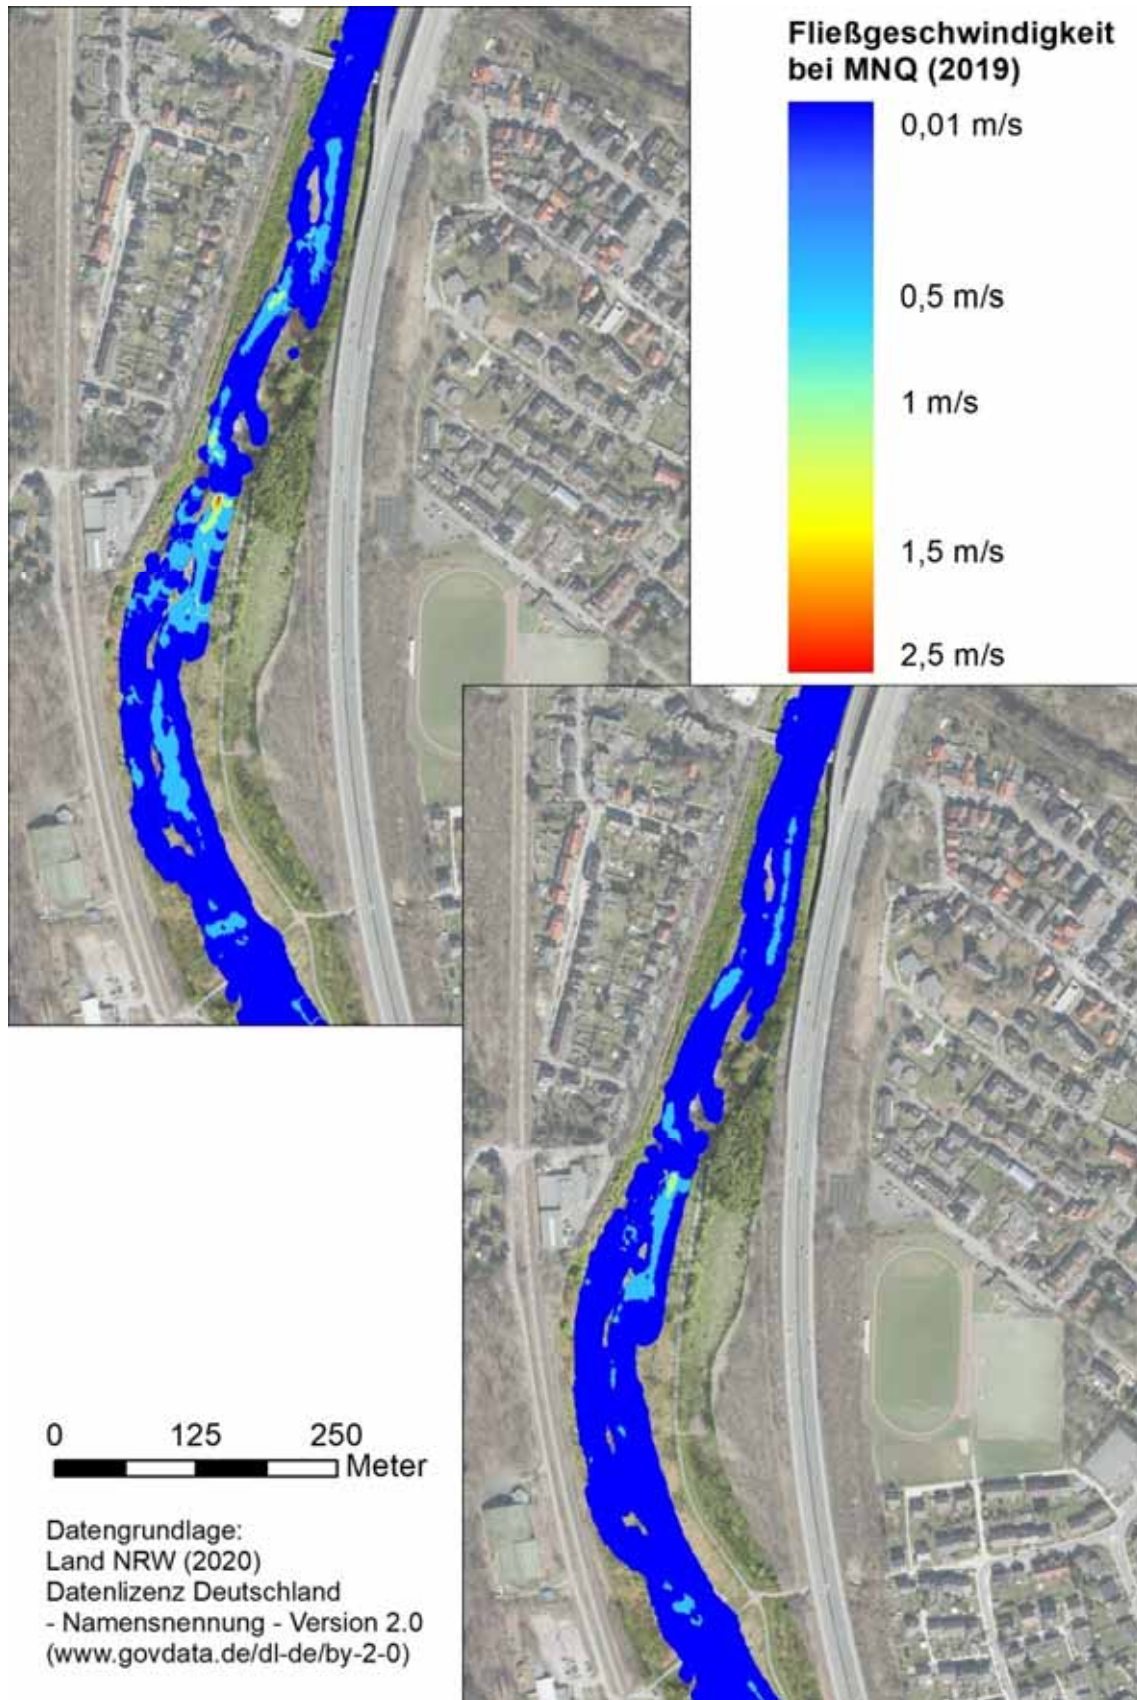 Fließgeschwindigkeit
bei MNQ (2019)
0,01 m/s
0,5 m/s
1 m/s
1,5 m/s
2,5 m/s
0 125 250
Meter
Datengrundlage:
Land NRW (2020)
Datenlizenz Deutschland
- Namensnennung - Version 2.0
(www.govdata.de/dl-de/by-2-0)